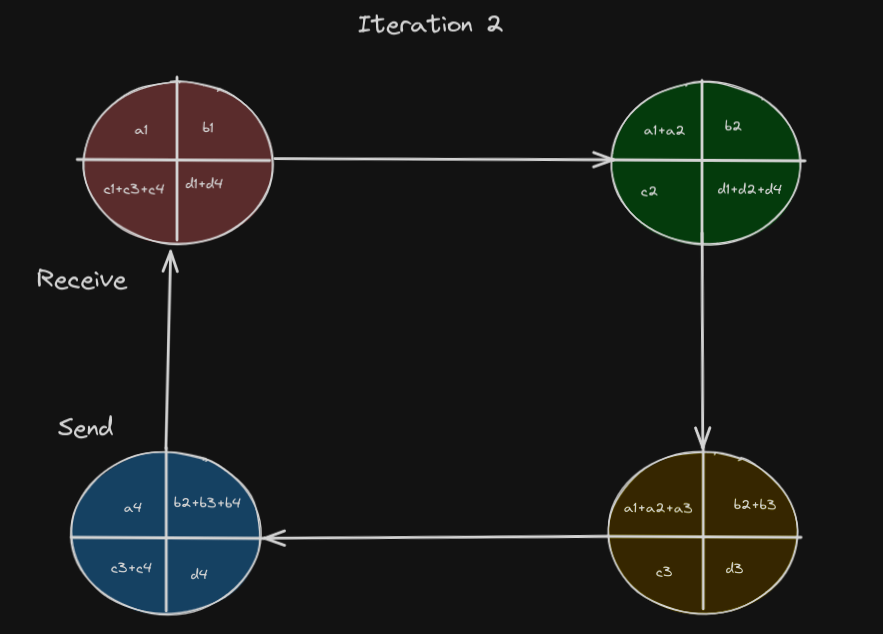 Iteration 2
a1
b1
c1+c3+c4
d1+d4
a1+a2
b2
c2
d1+d2+d4
Receive
Send
a4
b2+b3+b4
c3+c4
d4
a1+a2+a3
b2+b3
c3
d3